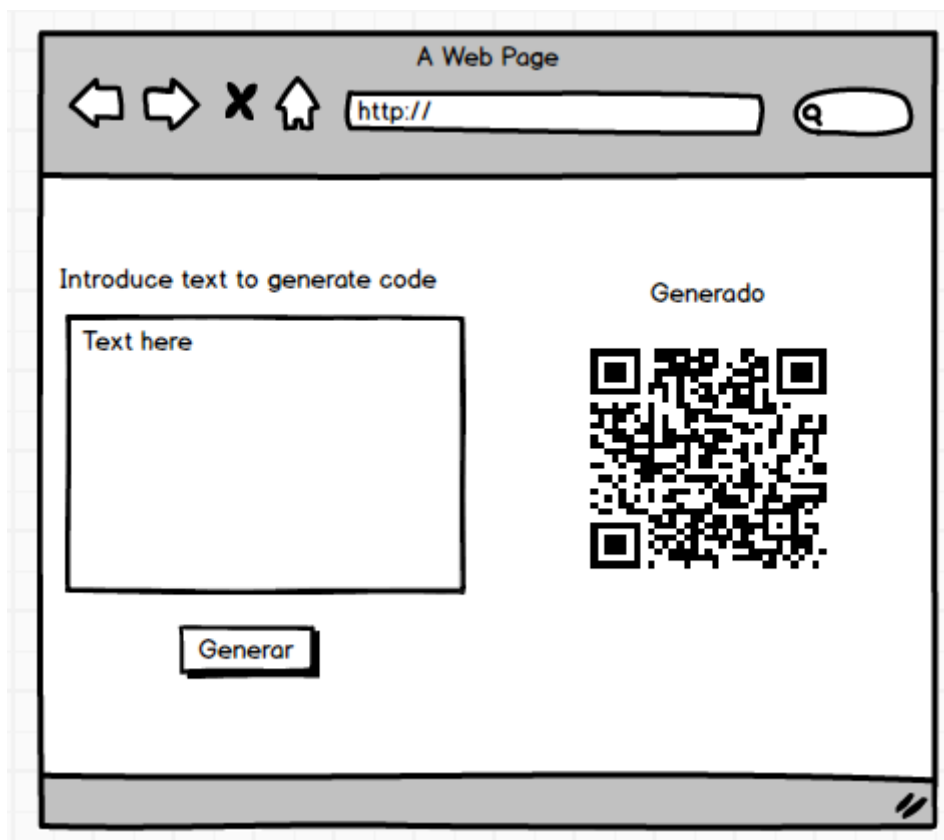 A Web Page
http://
Introduce text to generate code
Generado
Text here
Generar